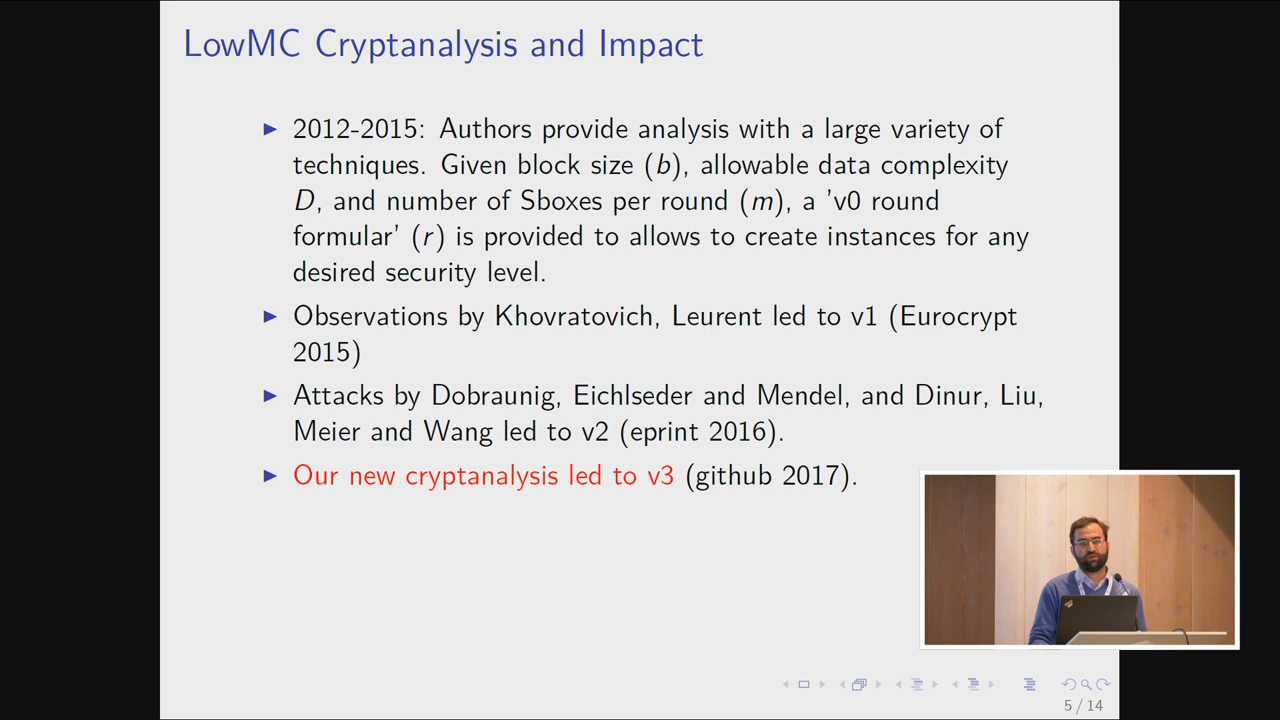 LowMC Cryptanalysis and Impact
2012-2015: Authors provide analysis with a large variety of
techniques. Given block size (b), allowable data complexity
D, and number of Sboxes per round (m), a 'v0 round
formular' (r) is provided to allows to create instances for any
desired security level.
Observations by Khovratovich, Leurent led to v1 (Eurocrypt
2015)
Attacks by Dobraunig, Eichlseder and Mendel, and Dinur, Liu,
Meier and Wang led to v2 (eprint 2016).
Our new cryptanalysis led to v3 (github 2017).
5 / 14